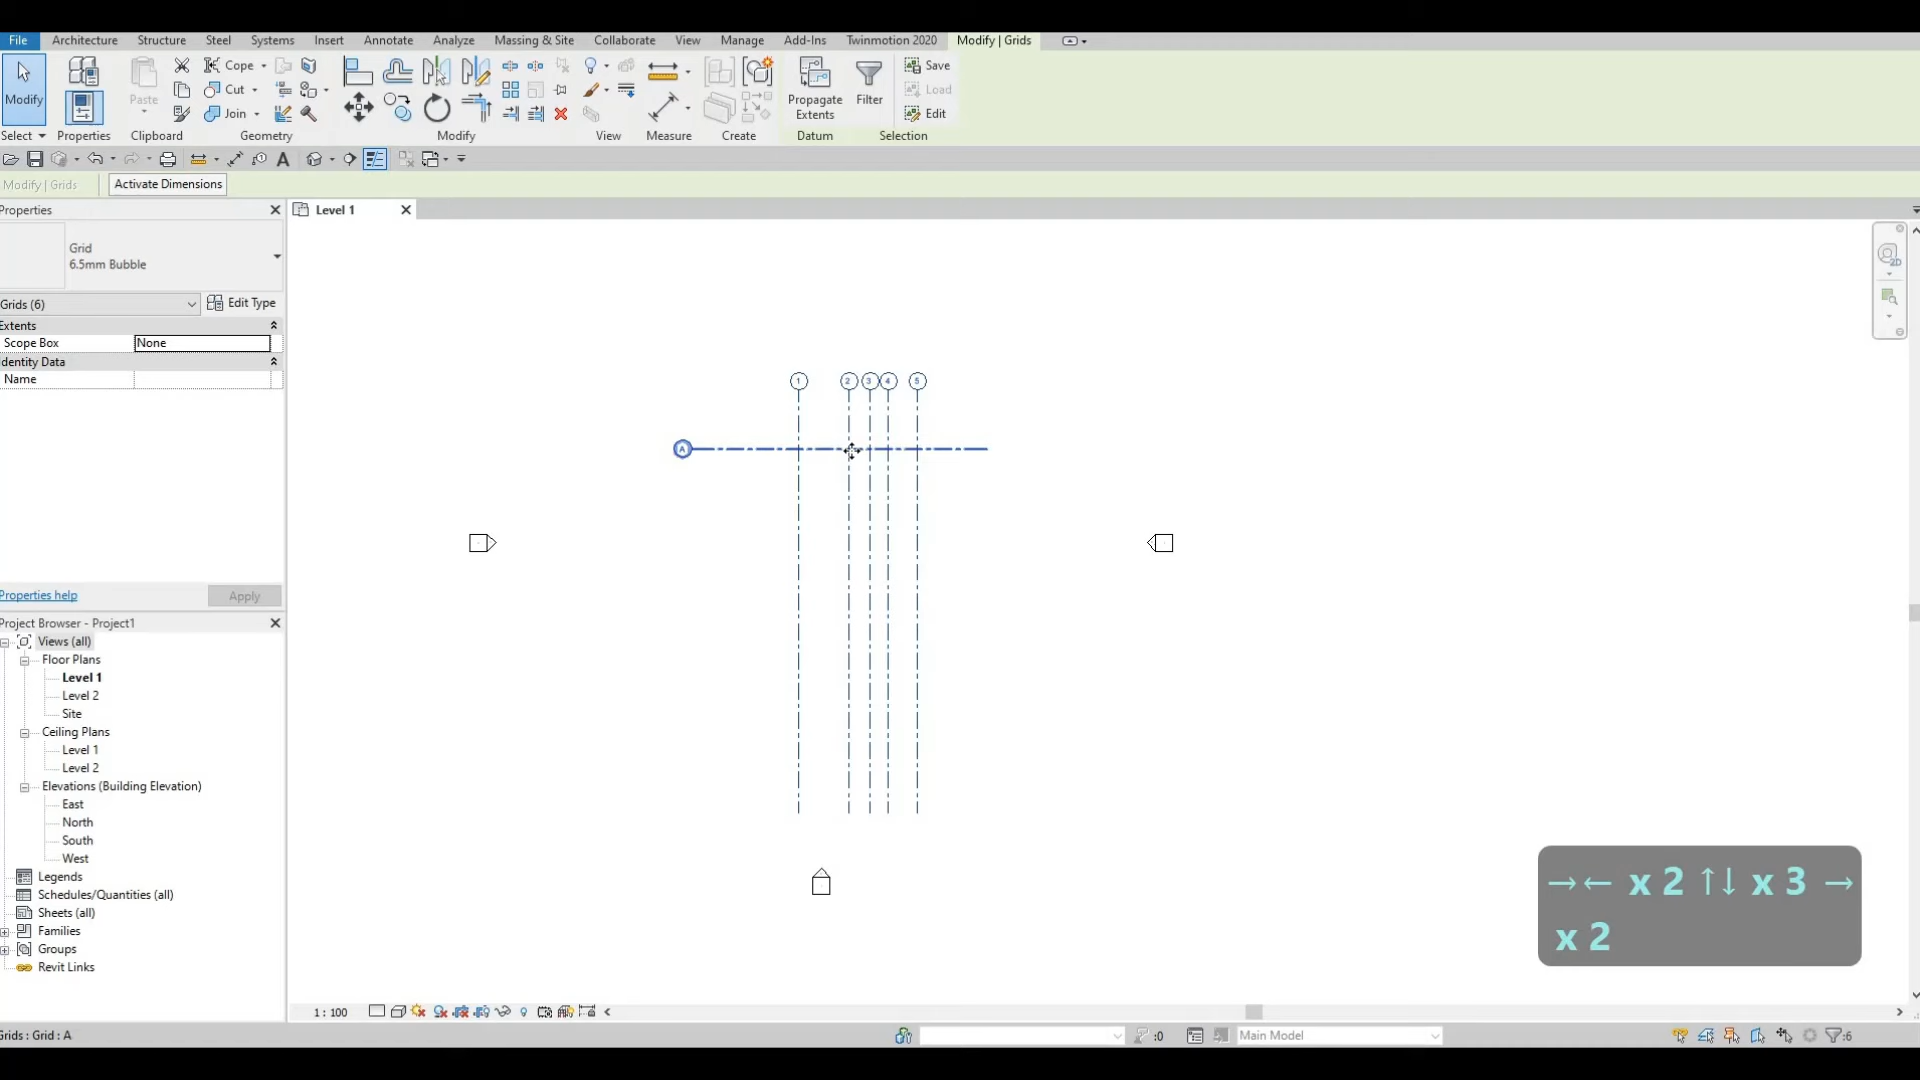 File Architecture Structure Steel Systems Insert Annotate Analyze Massing & Site Collaborate View Manage Add-Ins Twinmotion 2020 Modify | Grids
Modify
Paste
Cope
Cut
Join
Propagate
Extents
Filter
Save
Load
Edit
Select Properties Clipboard Geometry Modify View Measure Create Datum Selection
Modify | Grids Activate Dimensions
Properties
Level 1
Grid
6.5mm Bubble
Grids (6) Edit Type
Extents
Scope Box None
Identity Data
Name
Properties help Apply
Project Browser - Project1
Views (all)
Floor Plans
Level 1
Level 2
Site
Ceiling Plans
Level 1
Level 2
Elevations (Building Elevation)
East
North
South
West
Legends
Schedules/Quantities (all)
Sheets (all)
Families
Groups
Revit Links
2D
1 2 3 4 5
A
→← x 2 ↑↓ x 3 →
x 2
1 : 100
Grids : Grid : A
:0
Main Model
:6